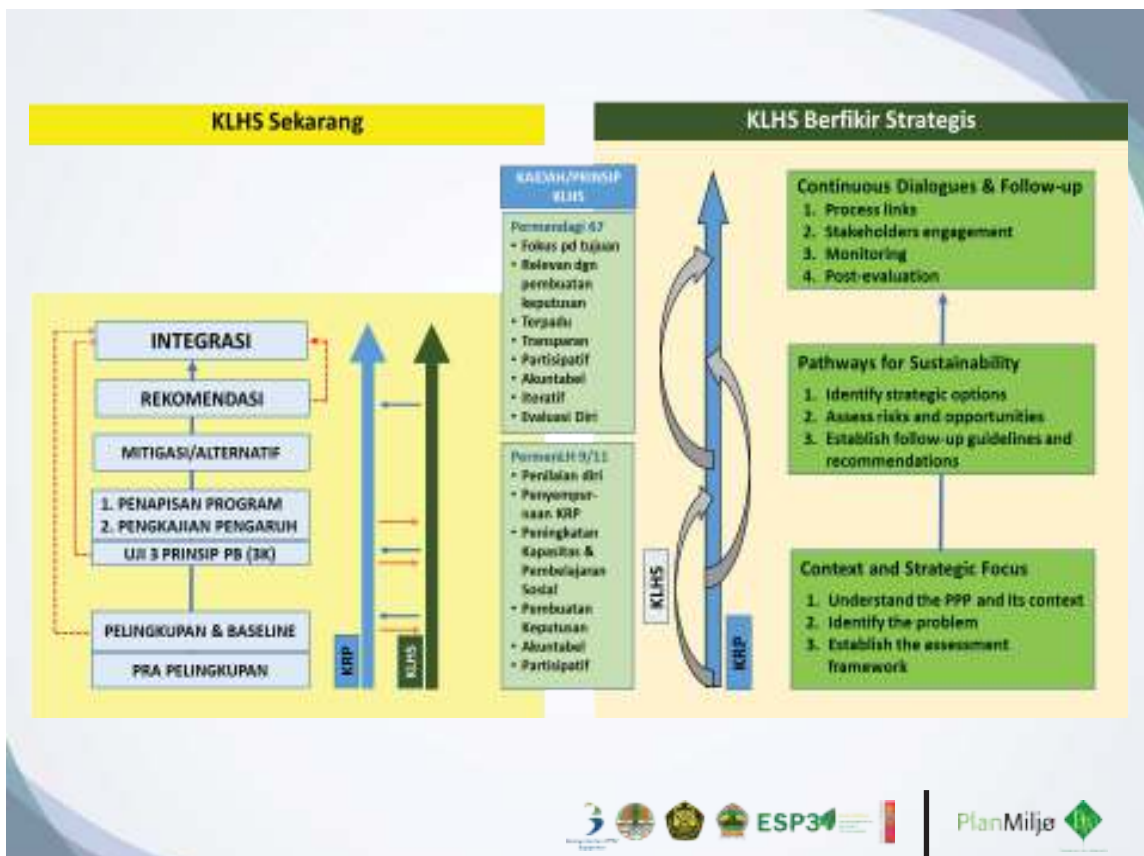 KLHS Sekarang
INTEGRASI
REKOMENDASI
MITIGASI/ALTERNATIF
1. PENAPISAN PROGRAM
2. PENGKAJIAN PENGARUH
UJI 3 PRINSIP PB (3K)
PELINGKUPAN & BASELINE
PRA PELINGKUPAN
KRP
KLHS
KAIDAH/PRINSIP
KLHS
Permendagi 67
• Fokus pd tujuan
• Relevan dgn
pembuatan
keputusan
• Terpadu
• Transparan
• Partisipatif
• Akuntabel
• Iteratif
• Evaluasi Diri
PermenLH 9/11
• Penilaian diri
• Penyempur-
naan KRP
• Peningkatan
Kapasitas &
Pembelajaran
Sosial
• Pembuatan
Keputusan
• Akuntabel
• Partisipatif
KLHS Berfikir Strategis
KLHS
KRP
Continuous Dialogues & Follow-up
1. Process links
2. Stakeholders engagement
3. Monitoring
4. Post-evaluation
Pathways for Sustainability
1. Identify strategic options
2. Assess risks and opportunities
3. Establish follow-up guidelines and
recommendations
Context and Strategic Focus
1. Understand the PPP and its context
2. Identify the problem
3. Establish the assessment
framework
ESP3
PlanMiljø